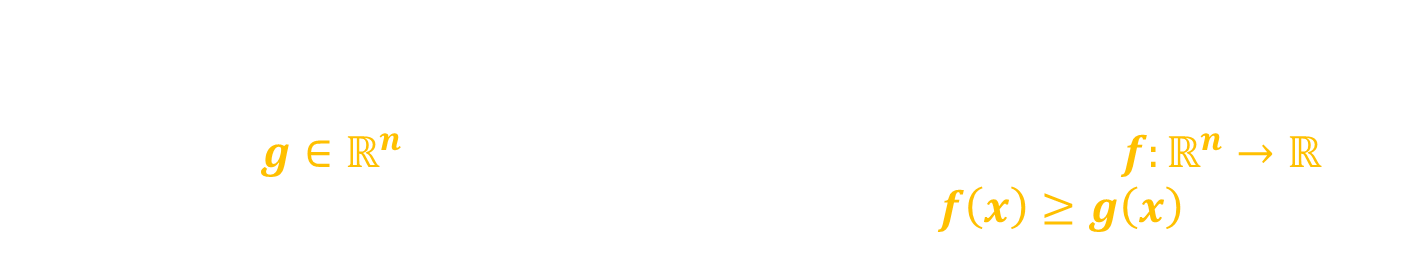 g ∈ ℝⁿ f: ℝⁿ → ℝ
f(x) ≥ g(x)